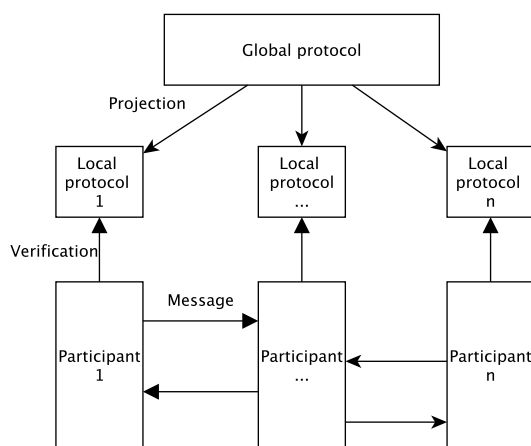 Global protocol
Projection
Local
protocol
1
Local
protocol
...
Local
protocol
n
Verification
Message
Participant
1
Participant
...
Participant
n